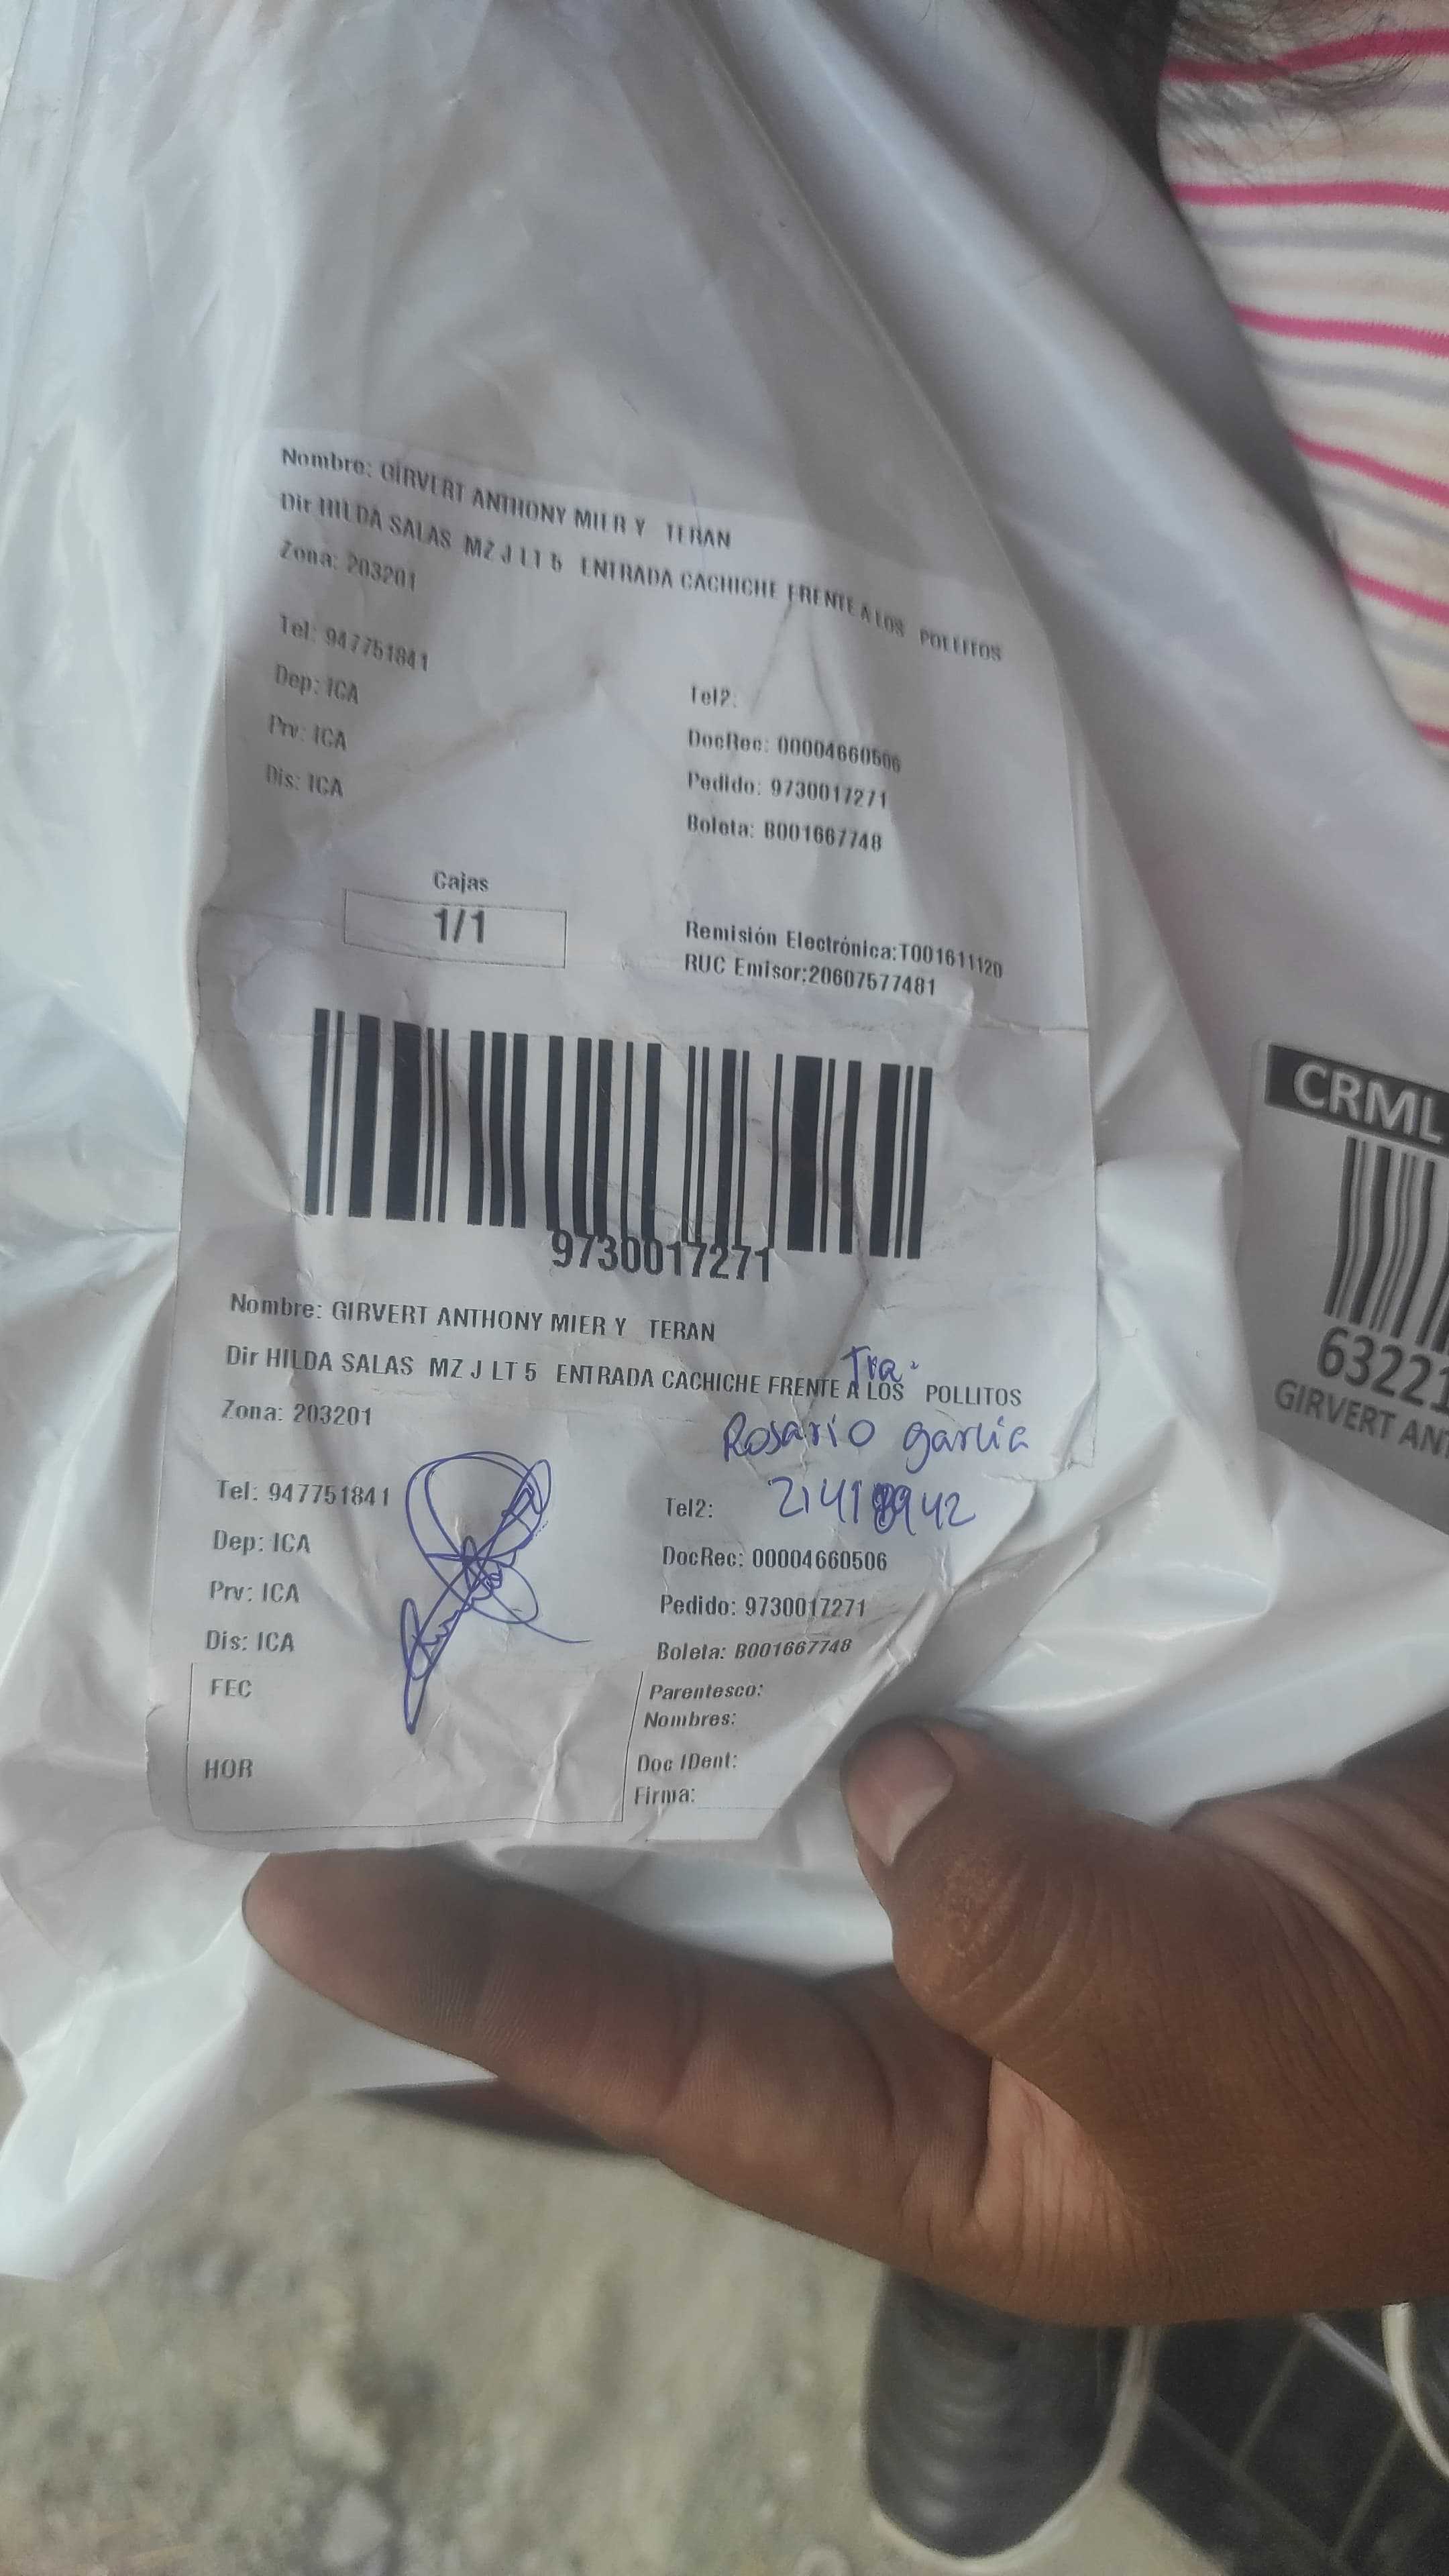 Nombre: GIRVERT ANTHONY MIER Y TERAN
Dir HILDA SALAS MZ J LT 5 ENTRADA CACHICHE FRENTE A LOS POLLITOS
Zona: 203201
Tel: 947751841
Tel2:
Dep: ICA
DocRec: 00004660506
Prv: ICA
Pedido: 9730017271
Dis: ICA
Boleta: B001667748
Cajas
1/1
Remisión Electrónica:T001611120
RUC Emisor:20607577481
9730017271
Nombre: GIRVERT ANTHONY MIER Y TERAN
Dir HILDA SALAS MZ J LT 5 ENTRADA CACHICHE FRENTE A LOS POLLITOS
Zona: 203201
Tra.
Rosario garcia
Tel: 947751841
Tel2:
Dep: ICA
DocRec: 00004660506
Prv: ICA
Pedido: 9730017271
Dis: ICA
Boleta: B001667748
FEC
Parentesco:
Nombres:
HOR
Doc IDent:
Firma:
CRML
63221
GIRVERT ANT